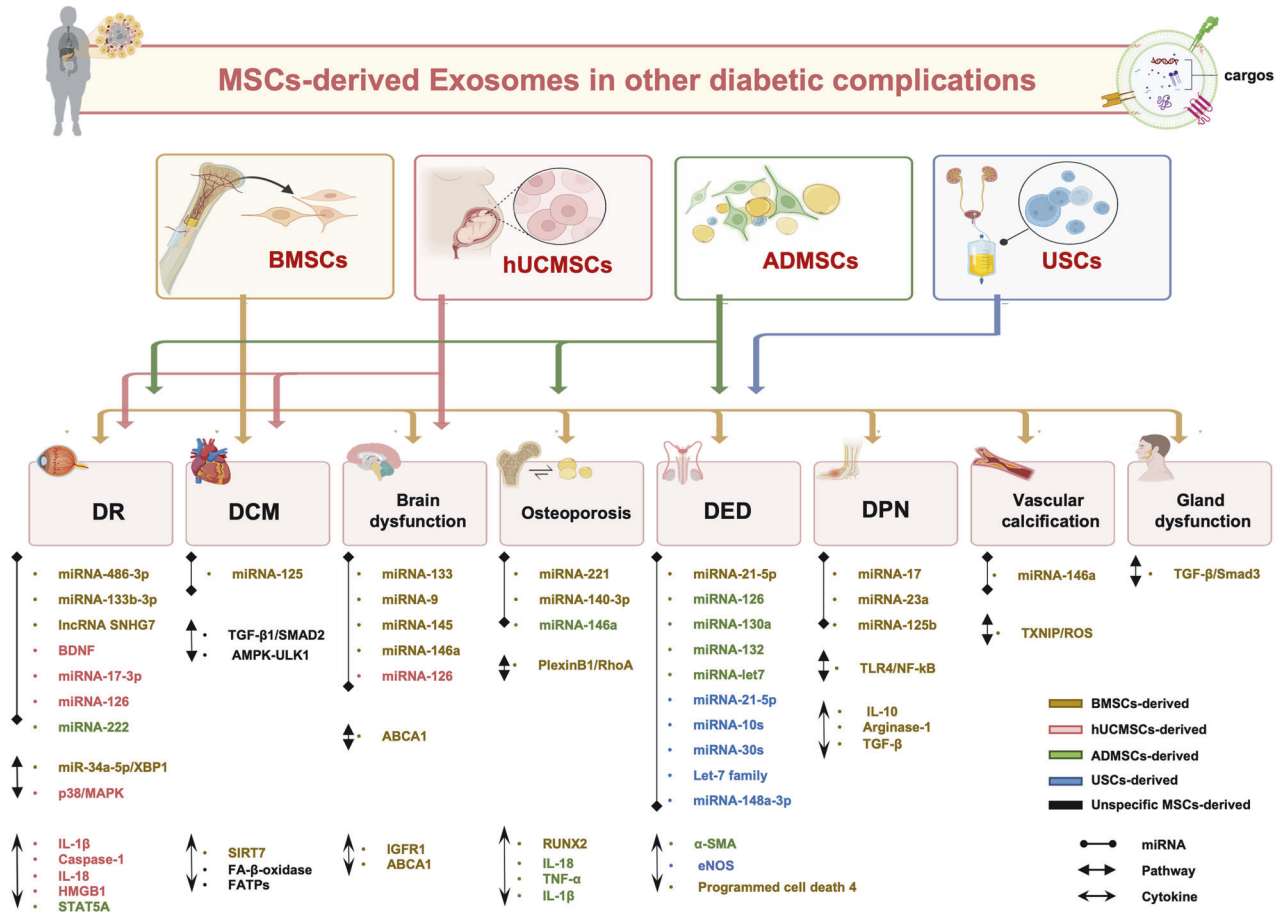 MSCs-derived Exosomes in other diabetic complications
cargos
BMSCs
hUCMSCs
ADMSCs
USCs
DR
DCM
Brain
dysfunction
Osteoporosis
DED
DPN
Vascular
calcification
Gland
dysfunction
• miRNA-486-3p
• miRNA-133b-3p
• lncRNA SNHG7
• BDNF
• miRNA-17-3p
• miRNA-126
• miRNA-222
• miR-34a-5p/XBP1
• p38/MAPK
• IL-1β
• Caspase-1
• IL-18
• HMGB1
• STAT5A
• miRNA-125
• TGF-β1/SMAD2
• AMPK-ULK1
• SIRT7
• FA-β-oxidase
• FATPs
• miRNA-133
• miRNA-9
• miRNA-145
• miRNA-146a
• miRNA-126
• ABCA1
• IGFR1
• ABCA1
• miRNA-221
• miRNA-140-3p
• miRNA-146a
• PlexinB1/RhoA
• RUNX2
• IL-18
• TNF-α
• IL-1β
• miRNA-21-5p
• miRNA-126
• miRNA-130a
• miRNA-132
• miRNA-let7
• miRNA-21-5p
• miRNA-10s
• miRNA-30s
• Let-7 family
• miRNA-148a-3p
• α-SMA
• eNOS
• Programmed cell death 4
• miRNA-17
• miRNA-23a
• miRNA-125b
• TLR4/NF-kB
• IL-10
• Arginase-1
• TGF-β
• miRNA-146a
• TXNIP/ROS
• TGF-β/Smad3
BMSCs-derived
hUCMSCs-derived
ADMSCs-derived
USCs-derived
Unspecific MSCs-derived
miRNA
Pathway
Cytokine